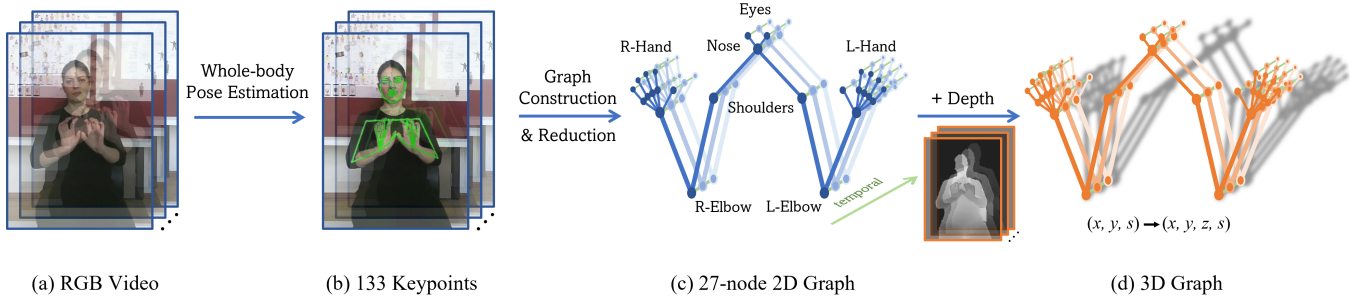 Whole-body
Pose Estimation
Graph
Construction
& Reduction
Eyes
Nose
R-Hand
L-Hand
Shoulders
R-Elbow
L-Elbow
temporal
+ Depth
(x, y, s) → (x, y, z, s)
(a) RGB Video
(b) 133 Keypoints
(c) 27-node 2D Graph
(d) 3D Graph